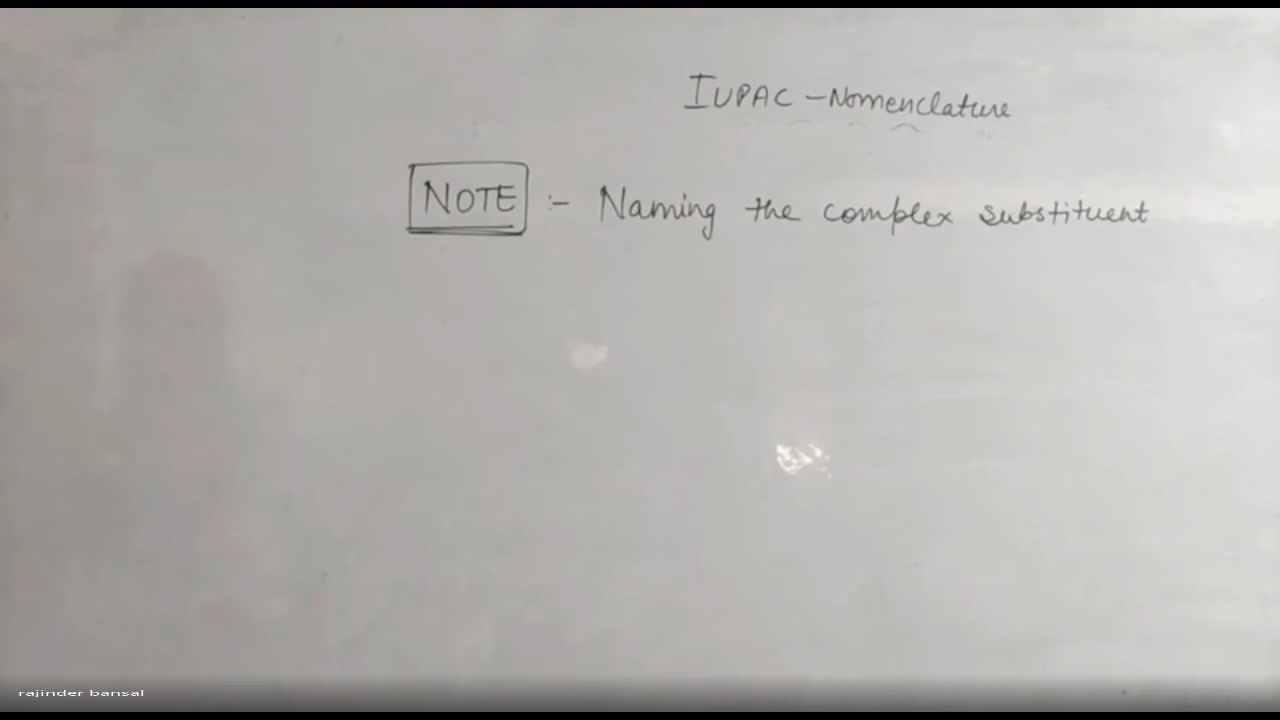 IUPAC - Nomenclature
NOTE :- Naming the complex substituent
rajinder bansal